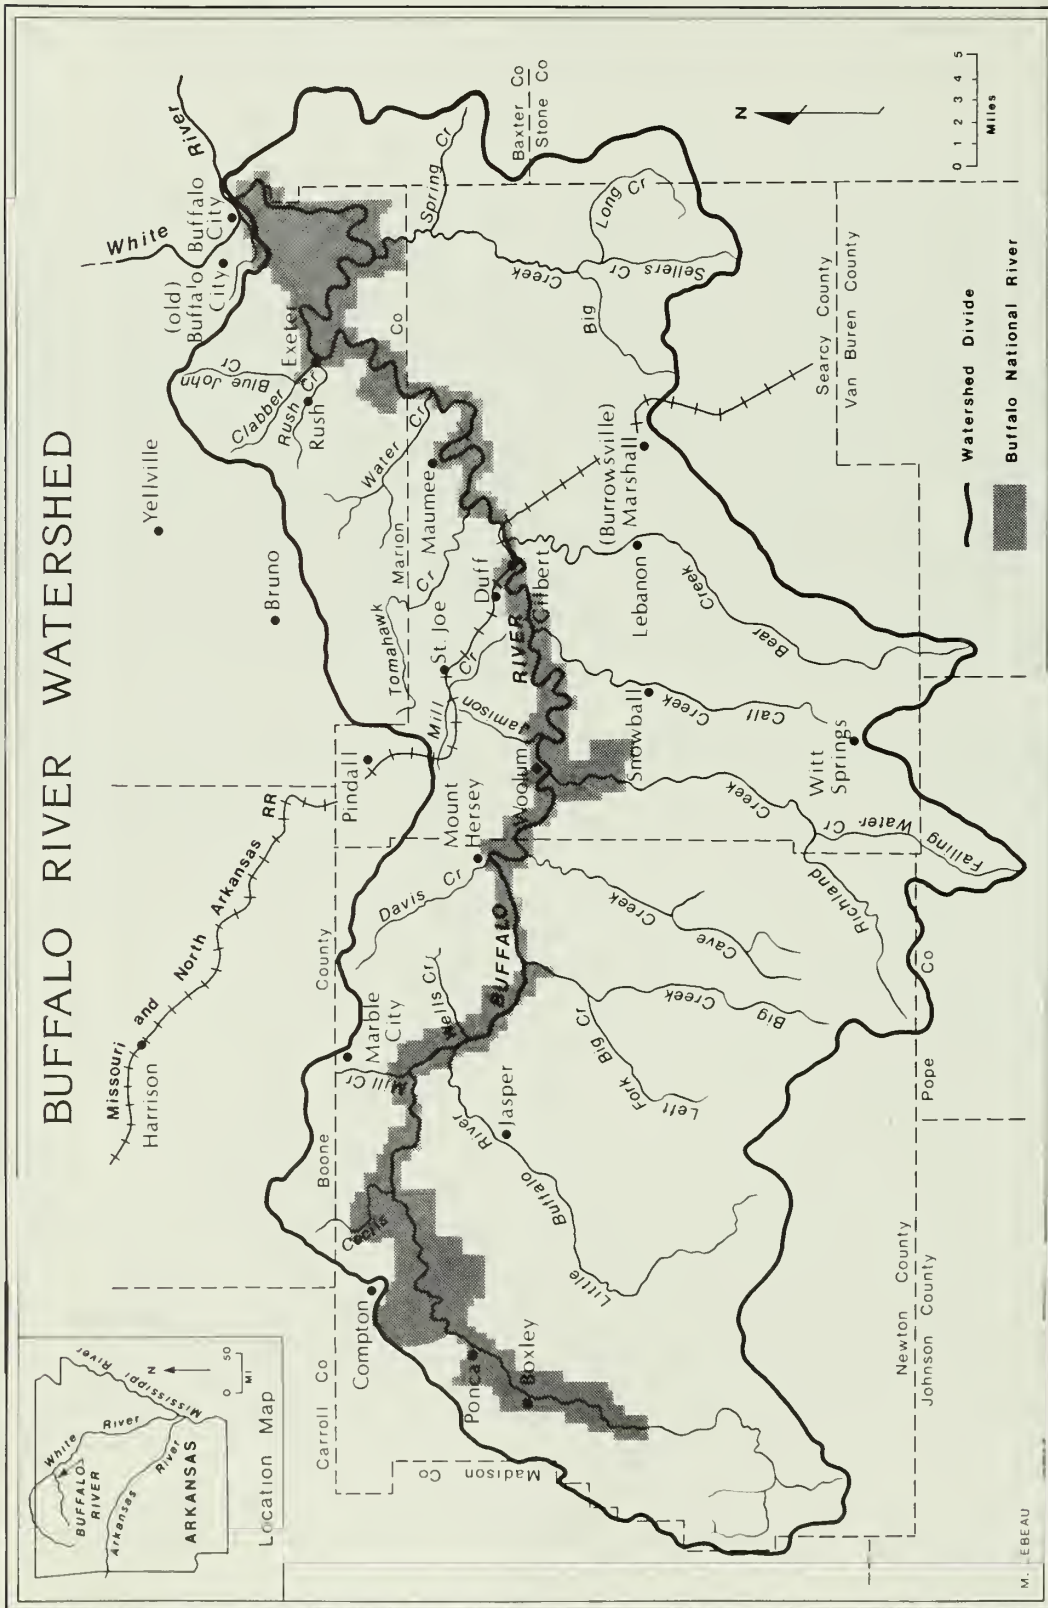 BUFFALO RIVER WATERSHED
BUFFALO
RIVER
White
River
Mississippi River
Arkansas
River
ARKANSAS
N
0 50
MI
Location Map
Missouri
and
North
Arkansas
RR
Harrison
Yellville
Bruno
Pindall
(old)
Buffalo
City
Buffalo
City
White
River
Exeter
Blue John
Cr
Clabber
Rush Cr
Rush
Co
Marion
Water
Cr
Maumee
Tomahawk
Cr
St. Joe
Mill
Cr
Jamison
Duff
Gilbert
RIVER
BUFFALO
Woolum
Mount
Hersey
Davis
Cr
County
Boone
Marble
City
Mill Cr
Wells Cr
Cecils
Carroll Co
Compton
Ponca
Boxley
Madison
Co
Jasper
Little
Buffalo
River
Left
Fork
Big Cr
Big
Creek
Cave
Creek
Richland
Creek
Falling
Water
Cr
Witt
Springs
Snowball
Calf
Creek
Lebanon
Bear
Creek
(Burrowsville)
Marshall
Big
Creek
Sellers Cr
Long
Cr
Spring Cr
Baxter Co
Stone Co
Searcy County
Van Buren County
Pope
Co
Newton County
Johnson County
N
0 1 2 3 4 5
Miles
Watershed Divide
Buffalo National River